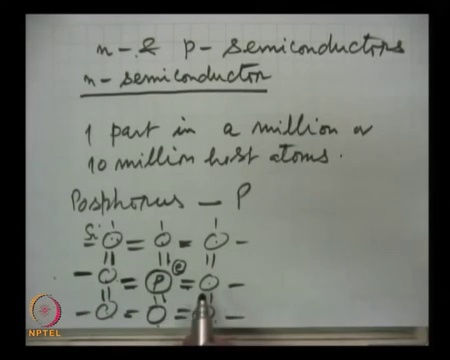 n- & p- semiconductors
n- semiconductor
1 part in a million or
10 million host atoms.
Posphorus — P
Si
P e
NPTEL